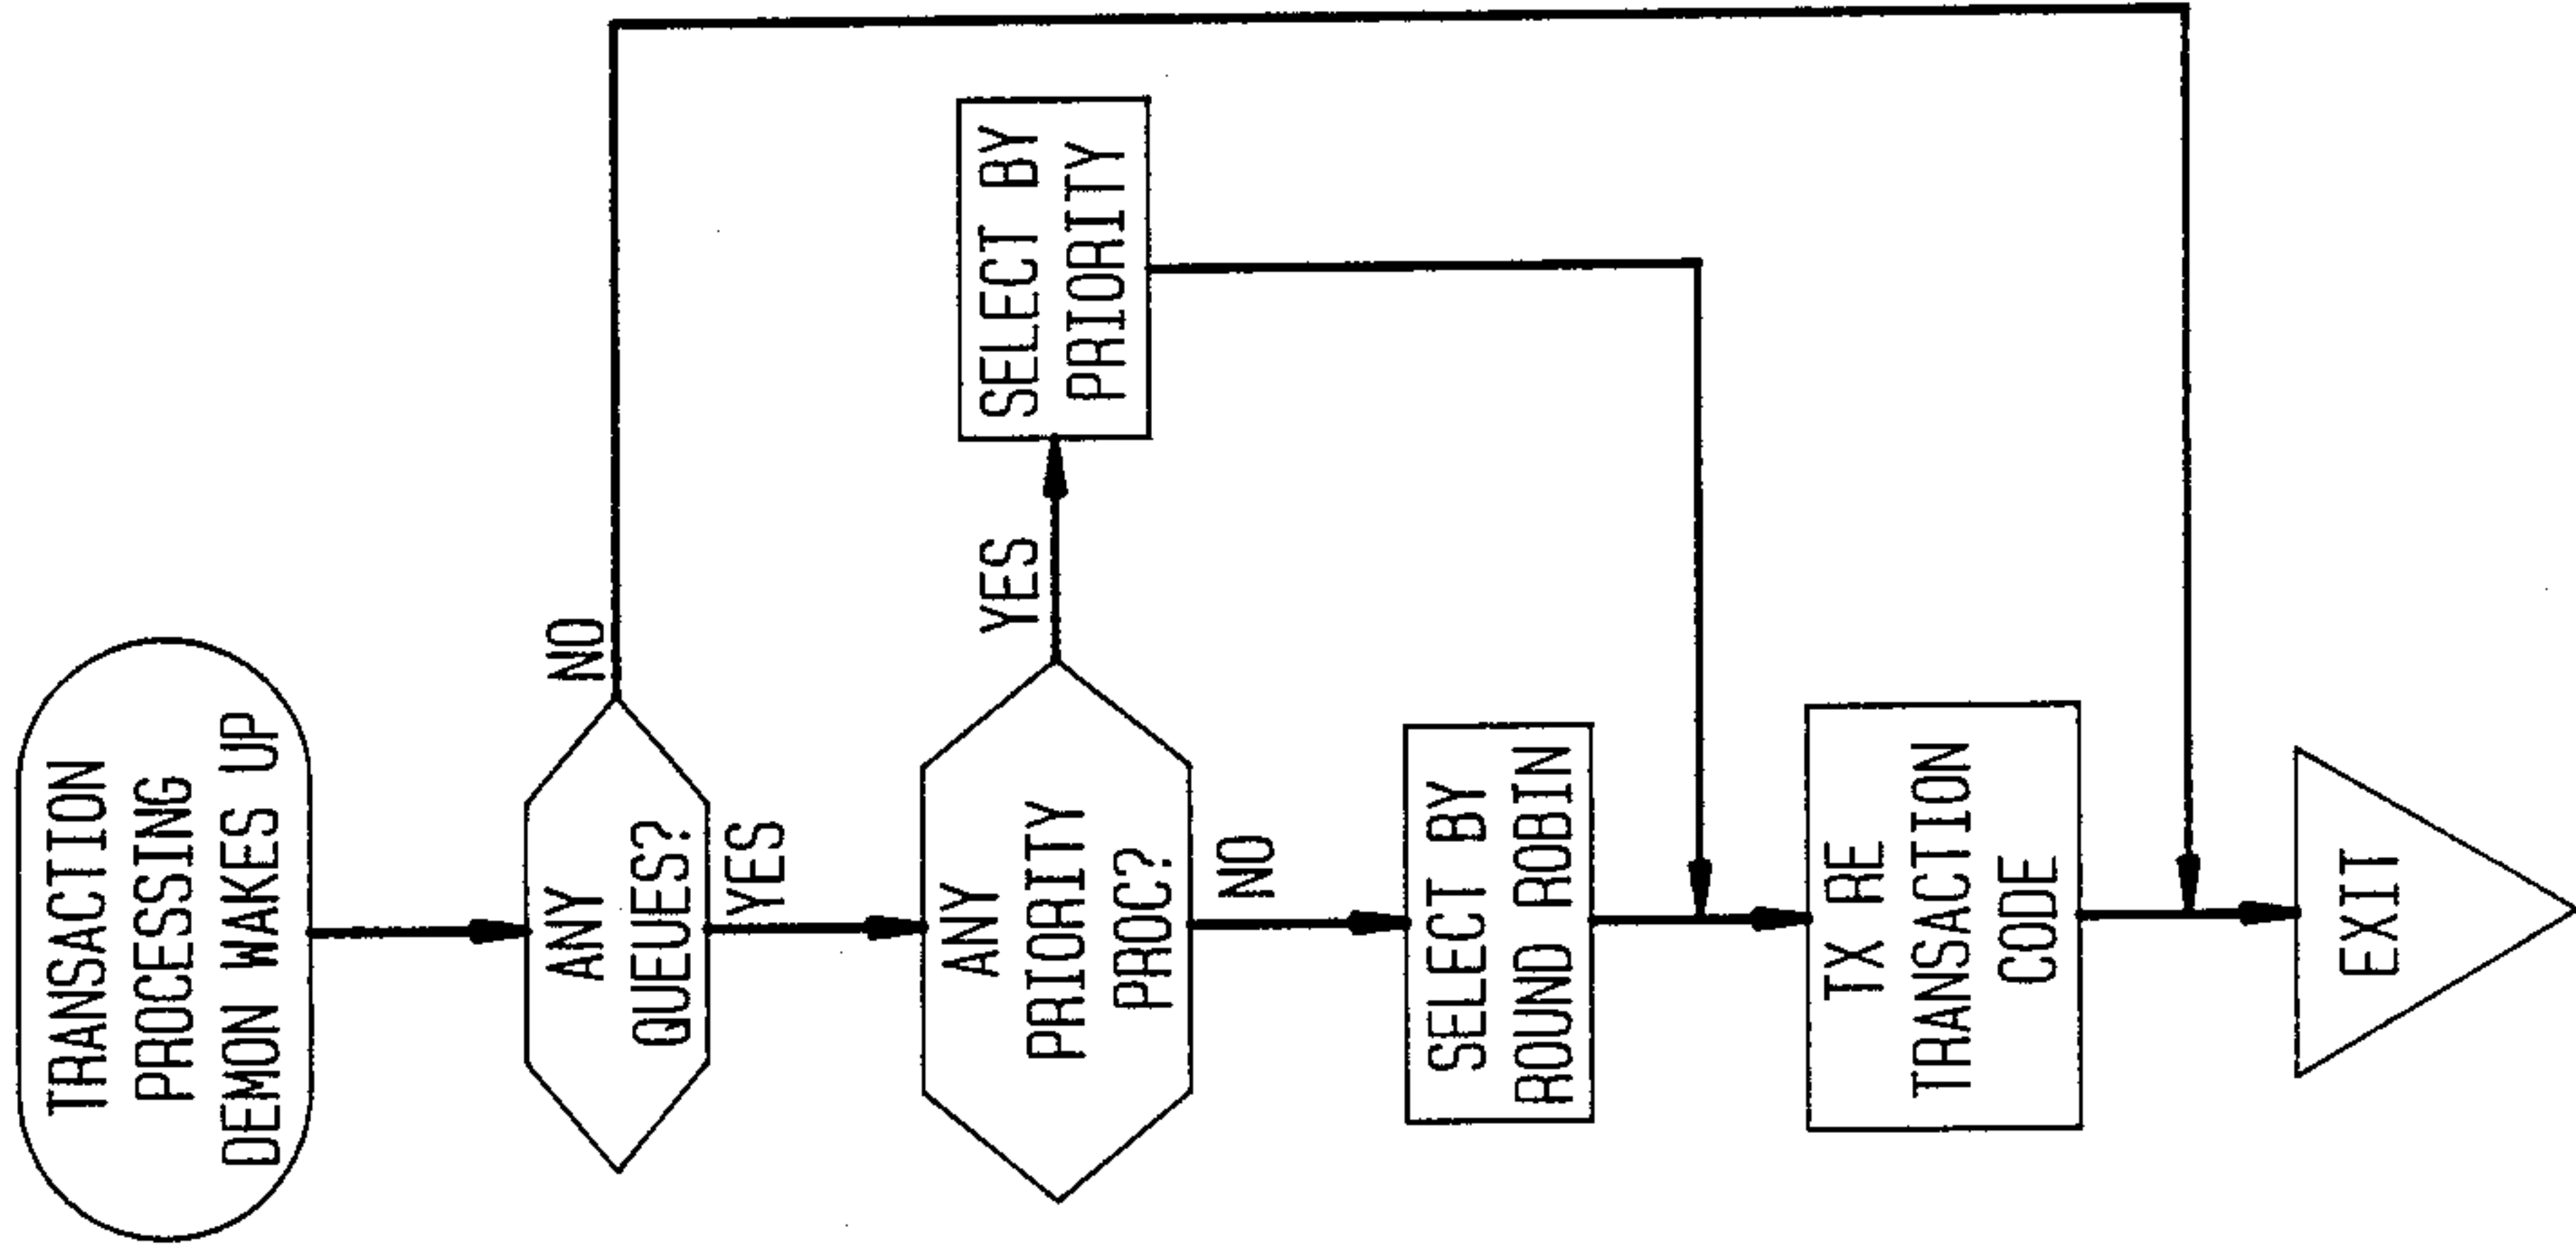 TRANSACTION
PROCESSING
DEMON WAKES UP
ANY
QUEUES?
NO
YES
ANY
PRIORITY
PROC?
YES
SELECT BY
PRIORITY
NO
SELECT BY
ROUND ROBIN
TX RE
TRANSACTION
CODE
EXIT